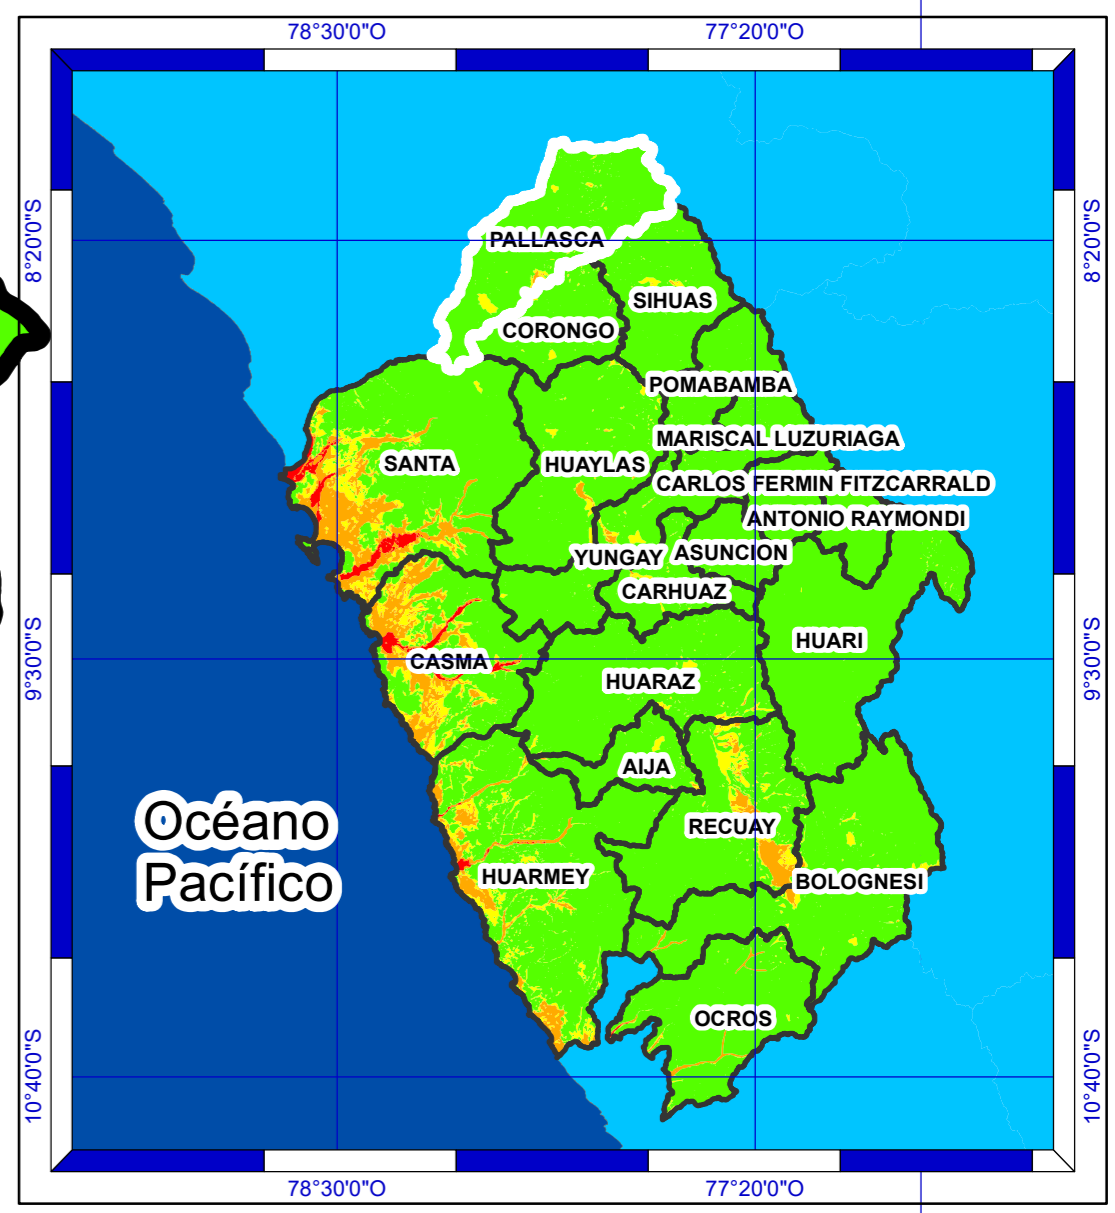 78°30'0"O
77°20'0"O
8°20'0"S
8°20'0"S
PALLASCA
SIHUAS
CORONGO
POMABAMBA
MARISCAL LUZURIAGA
SANTA
HUAYLAS
CARLOS FERMIN FITZCARRALD
ANTONIO RAYMONDI
YUNGAY
ASUNCION
CARHUAZ
HUARI
9°30'0"S
9°30'0"S
CASMA
HUARAZ
AIJA
Océano
Pacífico
RECUAY
HUARMEY
BOLOGNESI
OCROS
10°40'0"S
10°40'0"S
78°30'0"O
77°20'0"O